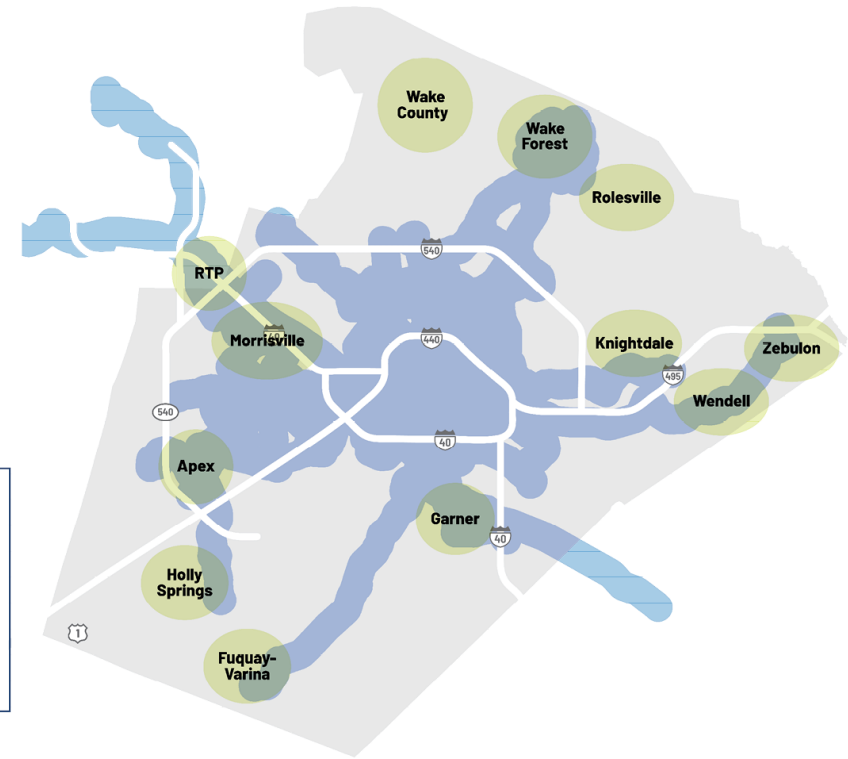 Wake
County
Wake
Forest
Rolesville
540
RTP
40
Morrisville
440
Knightdale
Zebulon
495
Wendell
540
40
Apex
Garner
40
Holly
Springs
1
Fuquay-
Varina